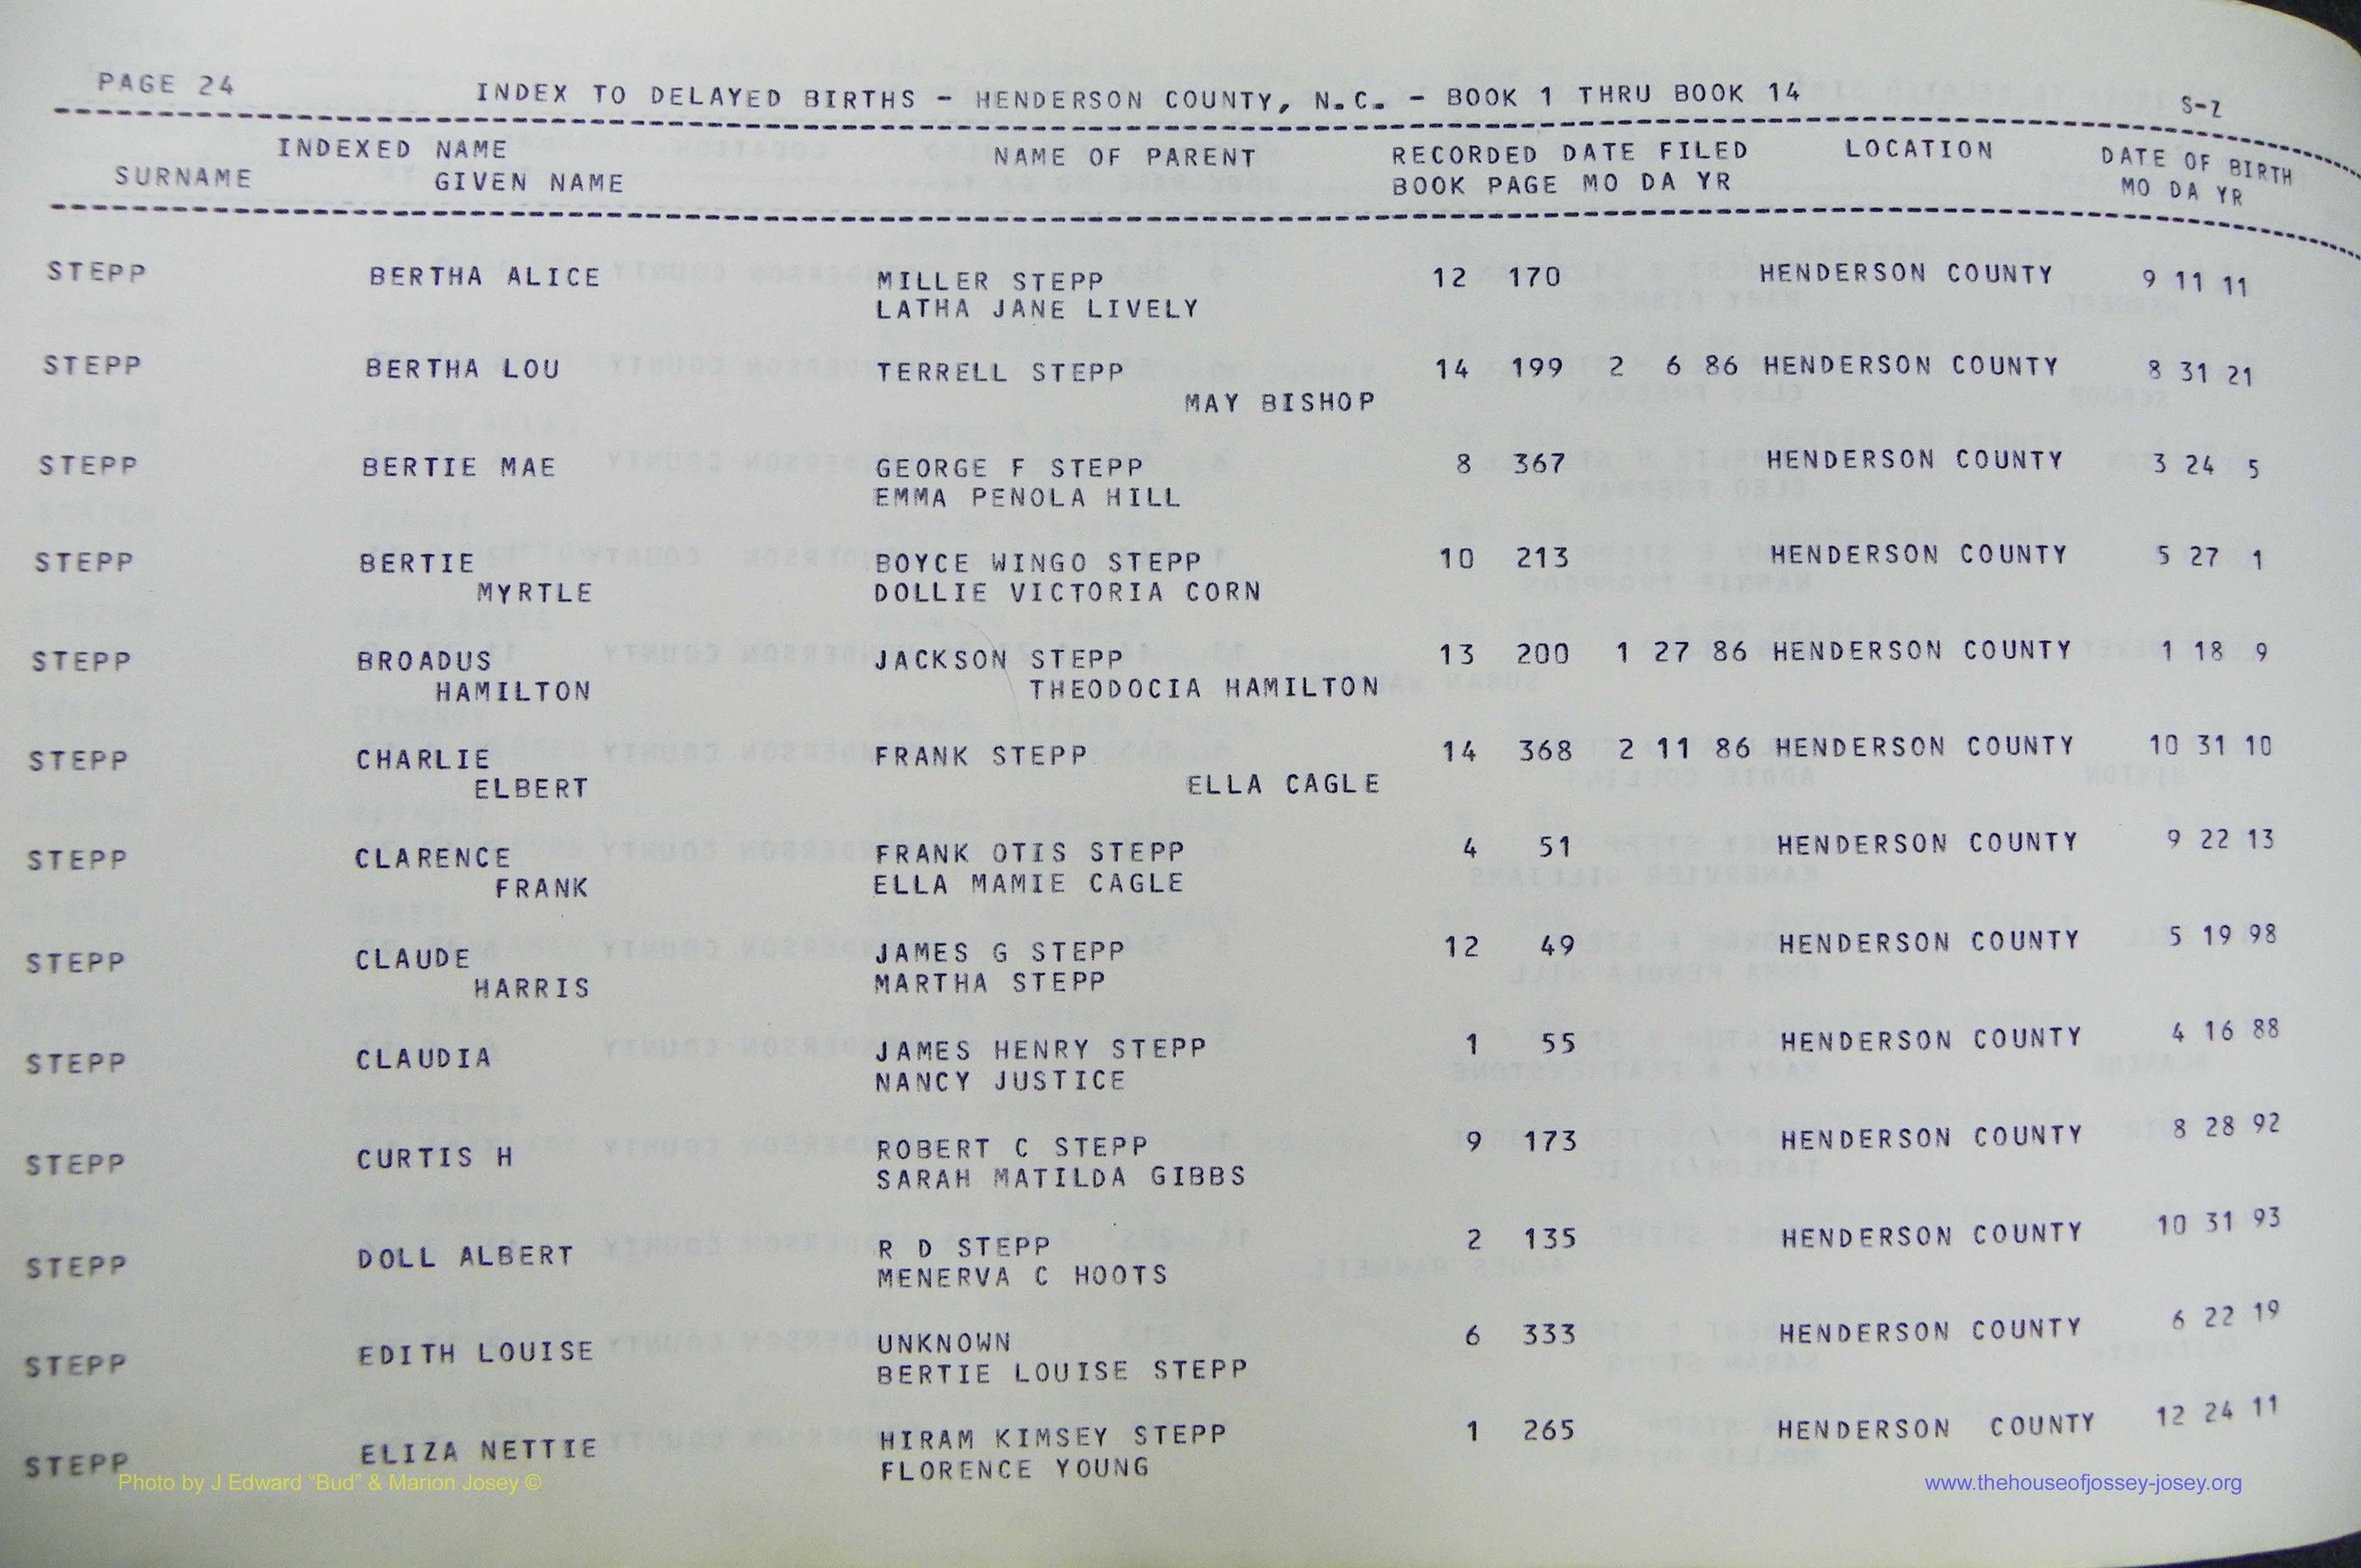 PAGE 24 INDEX TO DELAYED BIRTHS - HENDERSON COUNTY, N.C. - BOOK 1 THRU BOOK 14 S-Z
INDEXED NAME NAME OF PARENT RECORDED DATE FILED LOCATION DATE OF BIRTH
SURNAME GIVEN NAME BOOK PAGE MO DA YR MO DA YR
STEPP BERTHA ALICE MILLER STEPP 12 170 HENDERSON COUNTY 9 11 11
LATHA JANE LIVELY
STEPP BERTHA LOU TERRELL STEPP 14 199 2 6 86 HENDERSON COUNTY 8 31 21
MAY BISHOP
STEPP BERTIE MAE GEORGE F STEPP 8 367 HENDERSON COUNTY 3 24 5
EMMA PENOLA HILL
STEPP BERTIE BOYCE WINGO STEPP 10 213 HENDERSON COUNTY 5 27 1
MYRTLE DOLLIE VICTORIA CORN
STEPP BROADUS JACKSON STEPP 13 200 1 27 86 HENDERSON COUNTY 1 18 9
HAMILTON THEODOCIA HAMILTON
STEPP CHARLIE FRANK STEPP 14 368 2 11 86 HENDERSON COUNTY 10 31 10
ELBERT ELLA CAGLE
STEPP CLARENCE FRANK OTIS STEPP 4 51 HENDERSON COUNTY 9 22 13
FRANK ELLA MAMIE CAGLE
STEPP CLAUDE JAMES G STEPP 12 49 HENDERSON COUNTY 5 19 98
HARRIS MARTHA STEPP
STEPP CLAUDIA JAMES HENRY STEPP 1 55 HENDERSON COUNTY 4 16 88
NANCY JUSTICE
STEPP CURTIS H ROBERT C STEPP 9 173 HENDERSON COUNTY 8 28 92
SARAH MATILDA GIBBS
STEPP DOLL ALBERT R D STEPP 2 135 HENDERSON COUNTY 10 31 93
MENERVA C HOOTS
STEPP EDITH LOUISE UNKNOWN 6 333 HENDERSON COUNTY 6 22 19
BERTIE LOUISE STEPP
STEPP ELIZA NETTIE HIRAM KIMSEY STEPP 1 265 HENDERSON COUNTY 12 24 11
FLORENCE YOUNG
Photo by J Edward "Bud" & Marion Josey © www.thehouseofjossey-josey.org